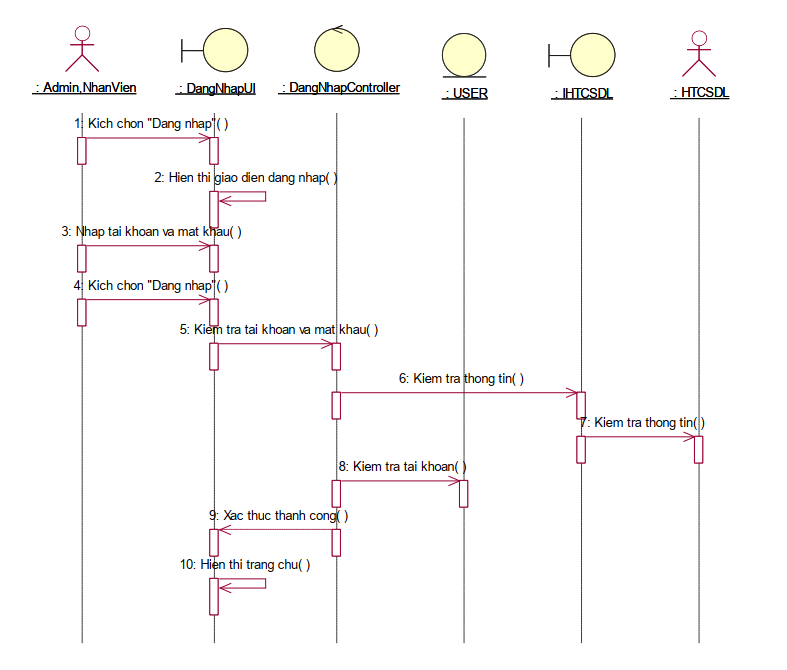 : Admin,NhanVien
: DangNhapUI
: DangNhapController
: USER
: IHTCSDL
: HTCSDL
1: Kich chon "Dang nhap"( )
2: Hien thi giao dien dang nhap( )
3: Nhap tai khoan va mat khau( )
4: Kich chon "Dang nhap"( )
5: Kiem tra tai khoan va mat khau( )
6: Kiem tra thong tin( )
7: Kiem tra thong tin( )
8: Kiem tra tai khoan( )
9: Xac thuc thanh cong( )
10: Hien thi trang chu( )